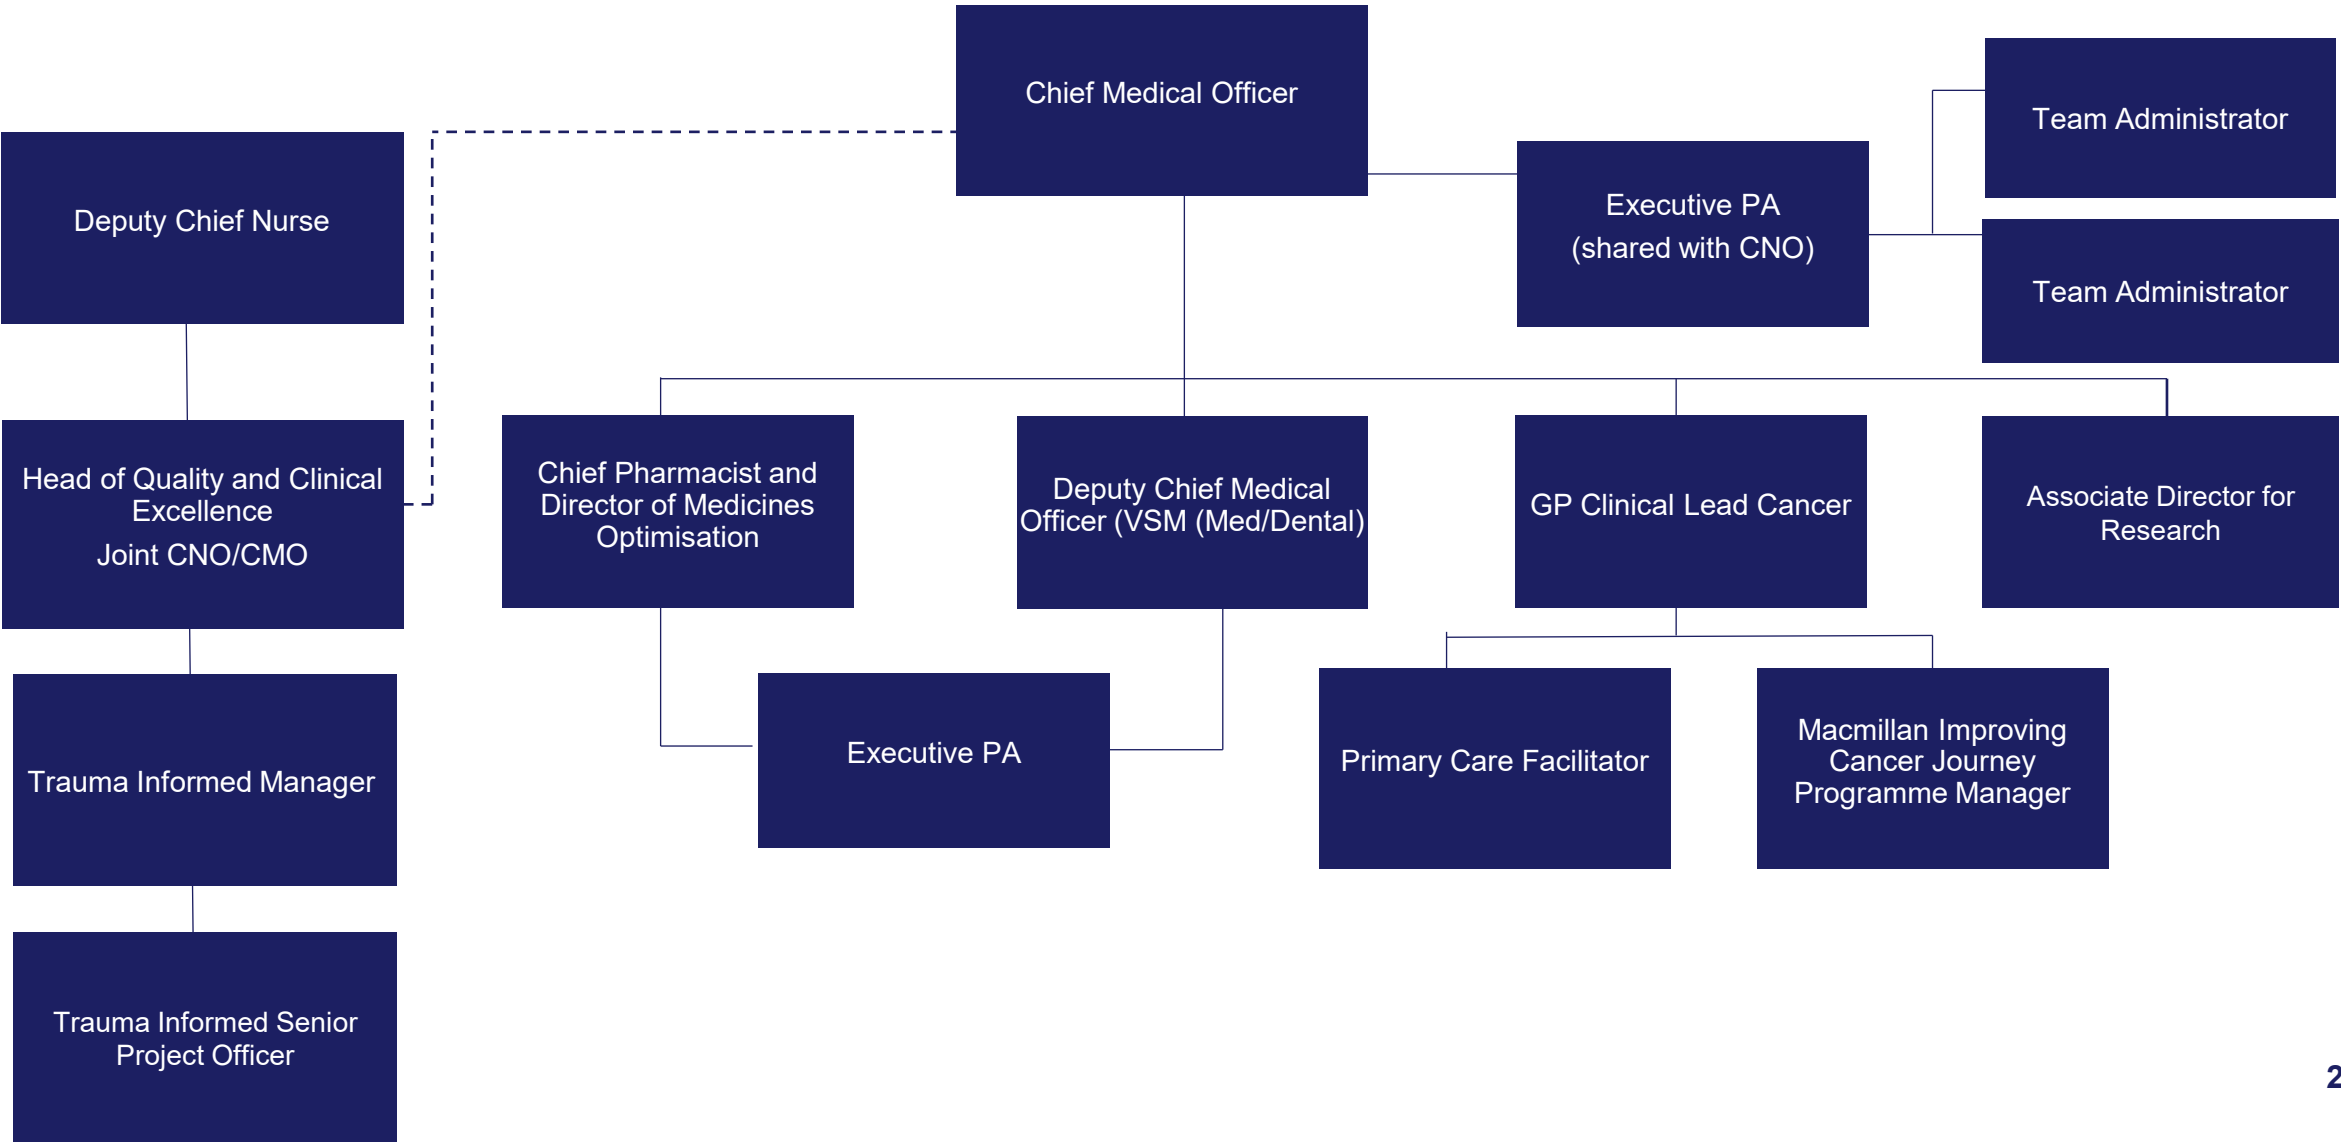 Chief Medical Officer
Team Administrator
Deputy Chief Nurse
Executive PA
(shared with CNO)
Team Administrator
Head of Quality and Clinical
Excellence
Joint CNO/CMO
Chief Pharmacist and
Director of Medicines
Optimisation
Deputy Chief Medical
Officer (VSM (Med/Dental)
GP Clinical Lead Cancer
Associate Director for
Research
Trauma Informed Manager
Executive PA
Primary Care Facilitator
Macmillan Improving
Cancer Journey
Programme Manager
Trauma Informed Senior
Project Officer
2